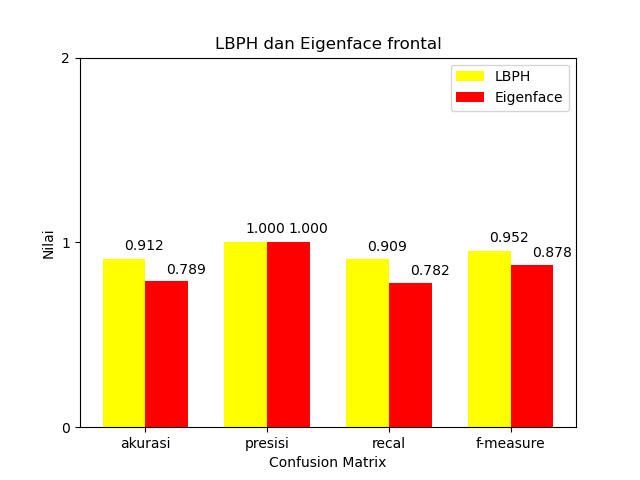 LBPH dan Eigenface frontal
2
LBPH
Eigenface
Nilai
1
0
0.912
0.789
1.000
1.000
0.909
0.782
0.952
0.878
akurasi
presisi
recal
f-measure
Confusion Matrix